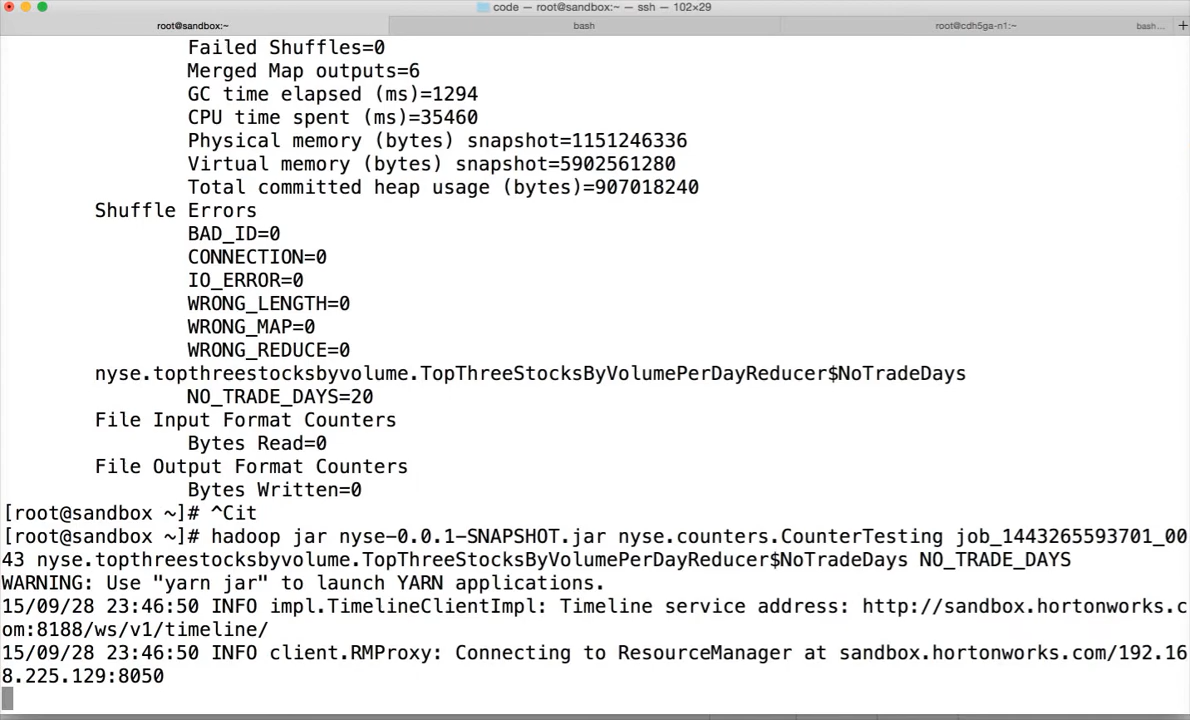 code — root@sandbox:~ — ssh — 102×29
root@sandbox:~ bash root@cdh5ga-n1:~ bash... +
Failed Shuffles=0
Merged Map outputs=6
GC time elapsed (ms)=1294
CPU time spent (ms)=35460
Physical memory (bytes) snapshot=1151246336
Virtual memory (bytes) snapshot=5902561280
Total committed heap usage (bytes)=907018240
Shuffle Errors
BAD_ID=0
CONNECTION=0
IO_ERROR=0
WRONG_LENGTH=0
WRONG_MAP=0
WRONG_REDUCE=0
nyse.topthreestocksbyvolume.TopThreeStocksByVolumePerDayReducer$NoTradeDays
NO_TRADE_DAYS=20
File Input Format Counters
Bytes Read=0
File Output Format Counters
Bytes Written=0
[root@sandbox ~]# ^Cit
[root@sandbox ~]# hadoop jar nyse-0.0.1-SNAPSHOT.jar nyse.counters.CounterTesting job_1443265593701_00
43 nyse.topthreestocksbyvolume.TopThreeStocksByVolumePerDayReducer$NoTradeDays NO_TRADE_DAYS
WARNING: Use "yarn jar" to launch YARN applications.
15/09/28 23:46:50 INFO impl.TimelineClientImpl: Timeline service address: http://sandbox.hortonworks.c
om:8188/ws/v1/timeline/
15/09/28 23:46:50 INFO client.RMProxy: Connecting to ResourceManager at sandbox.hortonworks.com/192.16
8.225.129:8050